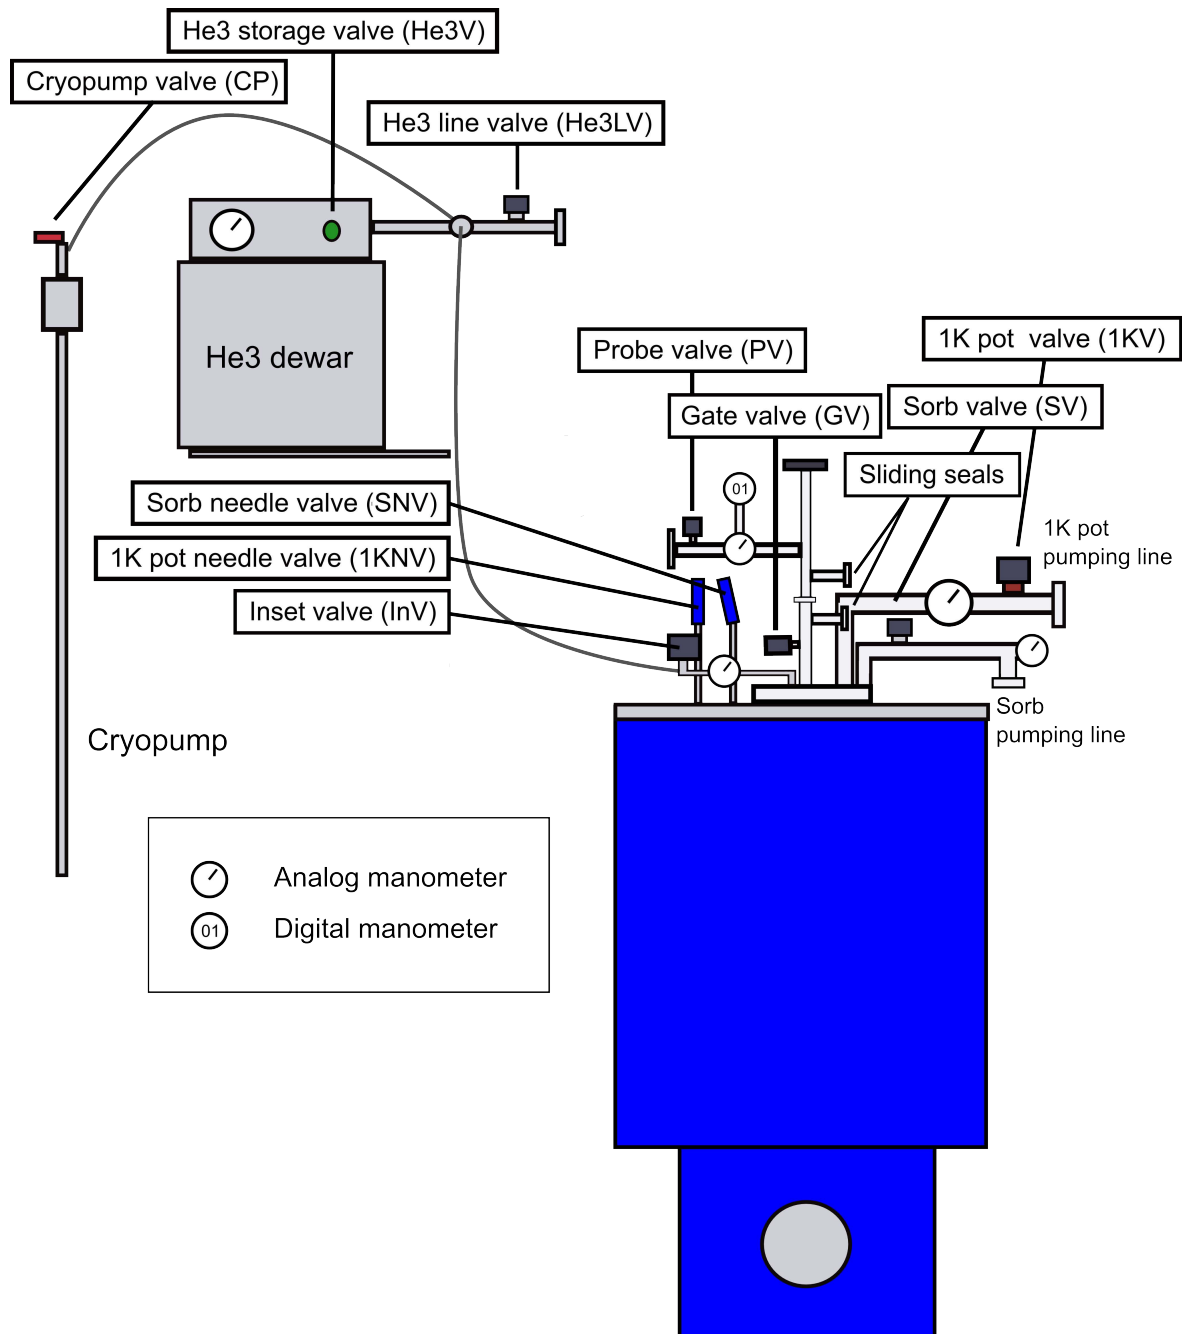 He3 storage valve (He3V)
Cryopump valve (CP)
He3 line valve (He3LV)
He3 dewar
Probe valve (PV)
1K pot  valve (1KV)
Gate valve (GV)
Sorb valve (SV)
Sliding seals
01
Sorb needle valve (SNV)
1K pot needle valve (1KNV)
Inset valve (InV)
1K pot
pumping line
Sorb
pumping line
Cryopump
Analog manometer
01
Digital manometer